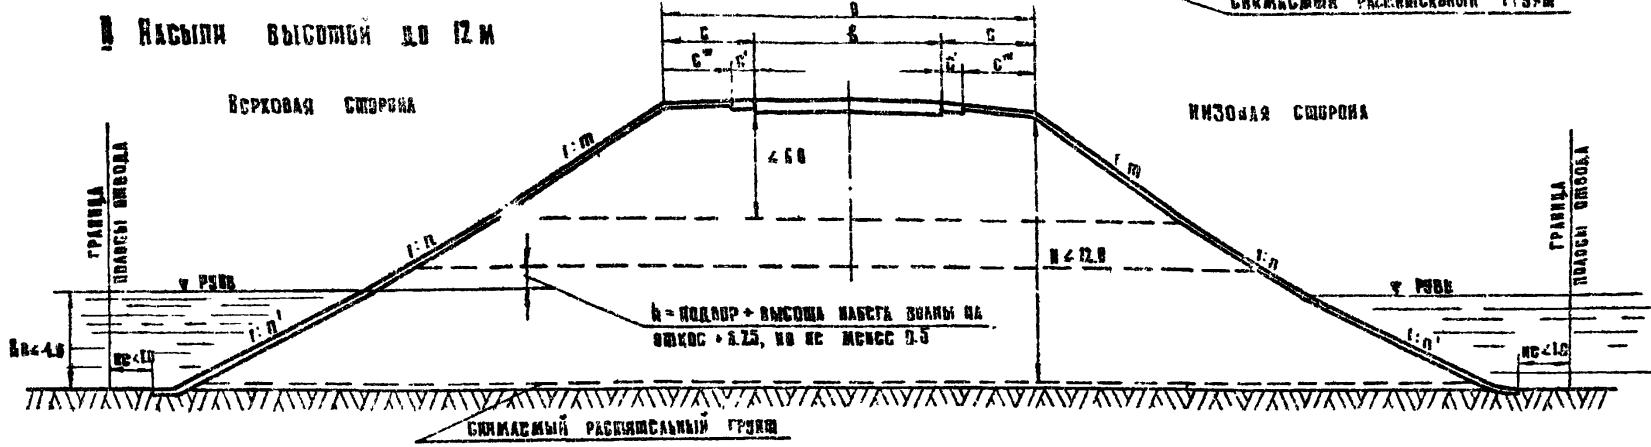 снимаемый растительный грунт
Насыпи высотой до 12 м
B
c б c
c''' c' c' c'''
Верховая сторона
низовая сторона
1:m
1:m
граница
полосы отвода
граница
полосы отвода
1:n
1:n
H ≤ 12.0
РУВВ
РУВВ
h = подпор + высота набега волны на
откос + 0.25, но не менее 0.5
1:n'
1:n'
не < 1.0
не < 1.0
снимаемый растительный грунт